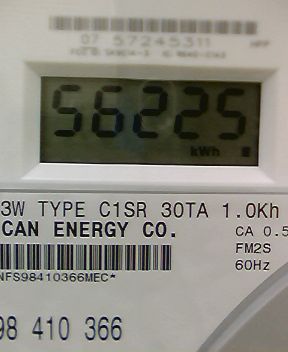 07 57245311
56225
kWh
3W TYPE C1SR 30TA 1.0Kh
CAN ENERGY CO.
CA 0.5
FM2S
60Hz
NFS98410366MEC*
98 410 366